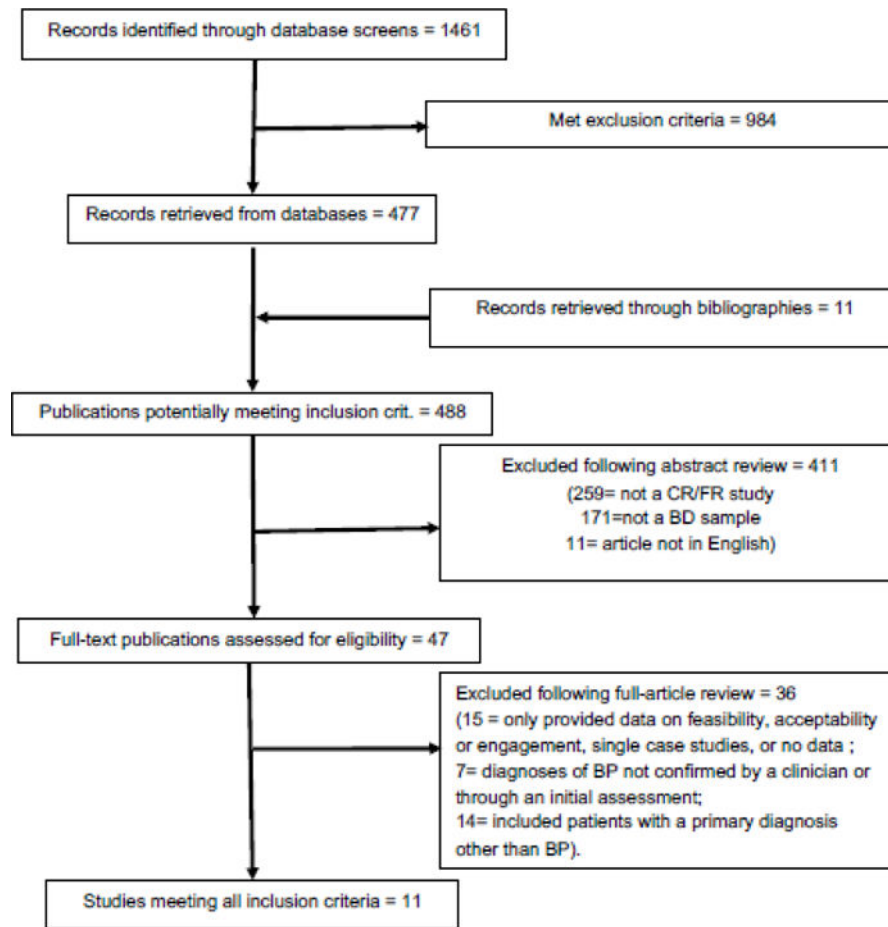 Records identified through database screens = 1461
Met exclusion criteria = 984
Records retrieved from databases = 477
Records retrieved through bibliographies = 11
Publications potentially meeting inclusion crit. = 488
Excluded following abstract review = 411
(259= not a CR/FR study
171=not a BD sample
11= article not in English)
Full-text publications assessed for eligibility = 47
Excluded following full-article review = 36
(15 = only provided data on feasibility, acceptability
or engagement, single case studies, or no data ;
7= diagnoses of BP not confirmed by a clinician or
through an initial assessment;
14= included patients with a primary diagnosis
other than BP).
Studies meeting all inclusion criteria = 11